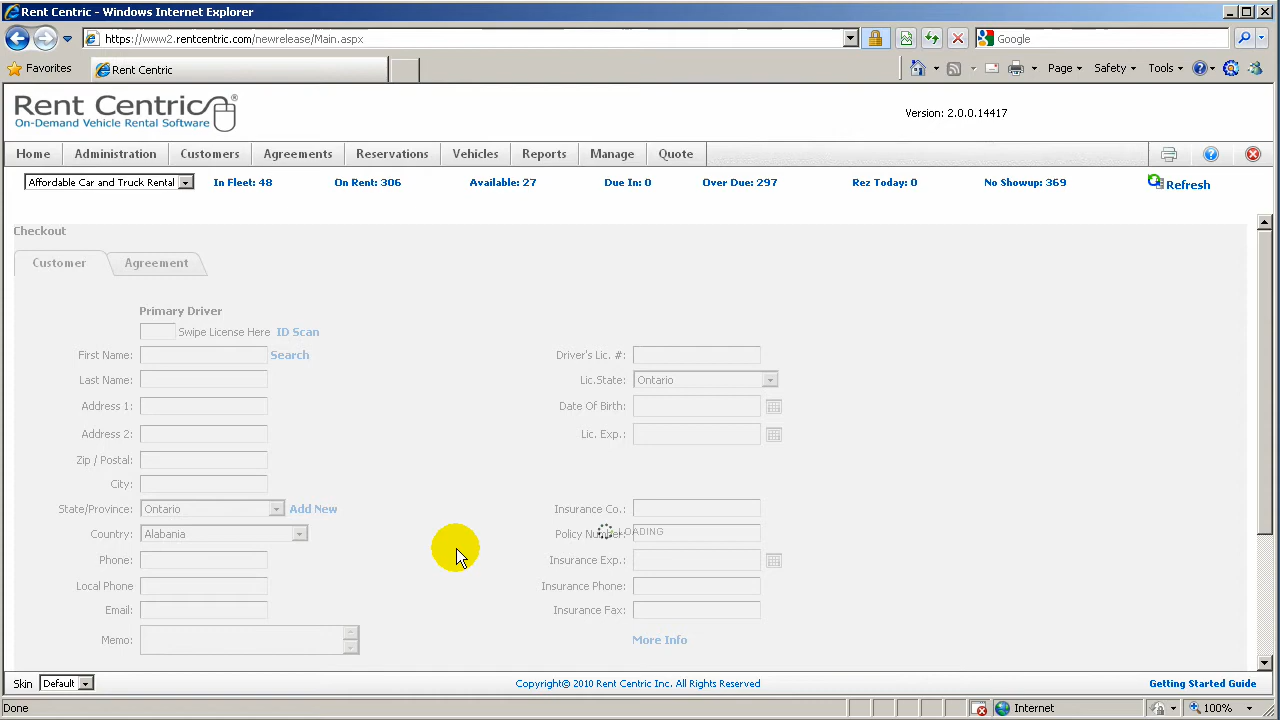 Rent Centric - Windows Internet Explorer
https://www2.rentcentric.com/newrelease/Main.aspx
Google
Favorites
Rent Centric
Page
Safety
Tools
Rent Centric
On-Demand Vehicle Rental Software
Version: 2.0.0.14417
Home
Administration
Customers
Agreements
Reservations
Vehicles
Reports
Manage
Quote
Affordable Car and Truck Rental
In Fleet: 48
On Rent: 306
Available: 27
Due In: 0
Over Due: 297
Rez Today: 0
No Showup: 369
Refresh
Checkout
Customer
Agreement
Primary Driver
Swipe License Here ID Scan
First Name:
Search
Driver's Lic. #:
Last Name:
Lic.State:
Ontario
Address 1:
Date Of Birth:
Address 2:
Lic. Exp.:
Zip / Postal:
City:
State/Province:
Ontario
Add New
Insurance Co.:
Country:
Alabania
Policy Number:
LOADING
Phone:
Insurance Exp.:
Local Phone
Insurance Phone:
Email:
Insurance Fax:
Memo:
More Info
Skin
Default
Copyright© 2010 Rent Centric Inc. All Rights Reserved
Getting Started Guide
Done
Internet
100%